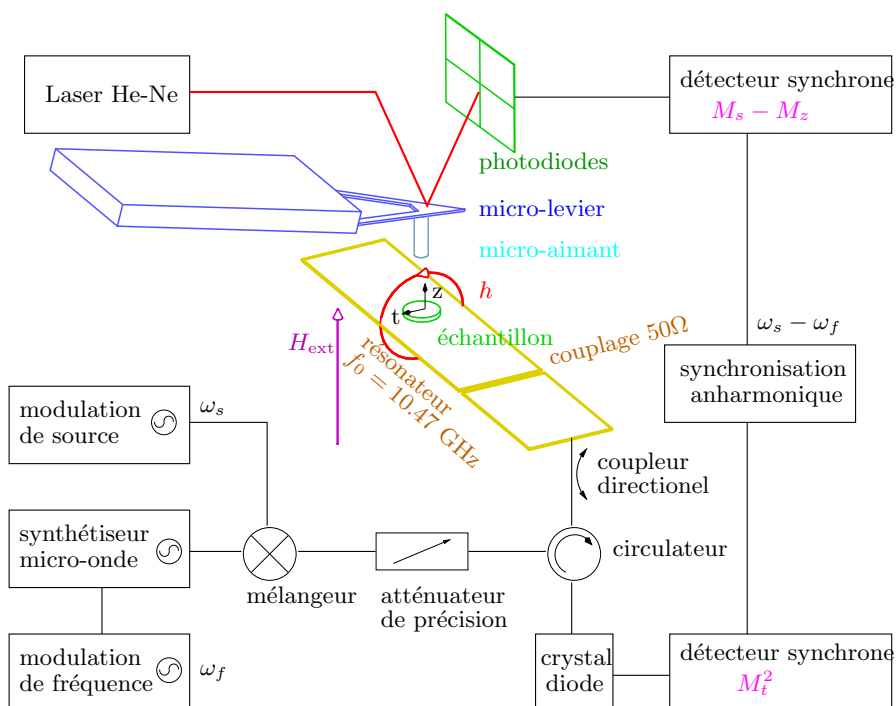 Laser He-Ne
détecteur synchrone
M_s − M_z
photodiodes
micro-levier
micro-aimant
h
z
t
échantillon
H_ext
résonateur
f_0 = 10.47 GHz
couplage 50Ω
ω_s − ω_f
synchronisation
anharmonique
modulation
de source
ω_s
coupleur
directionel
synthétiseur
micro-onde
mélangeur
atténuateur
de précision
circulateur
modulation
de fréquence
ω_f
crystal
diode
détecteur synchrone
M_t^2